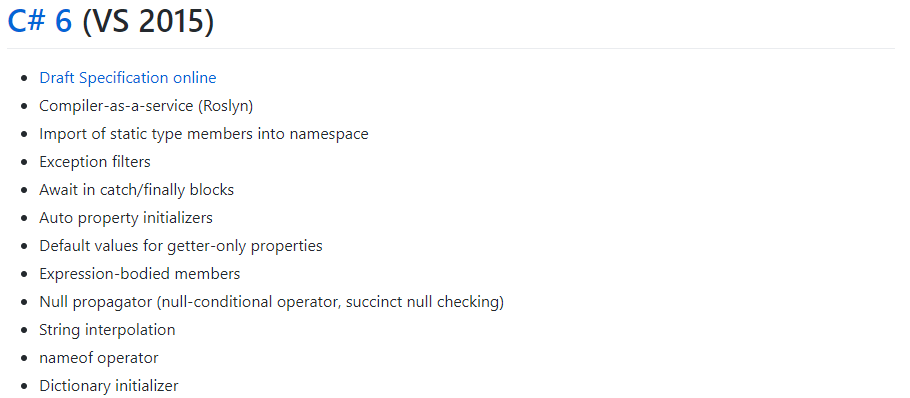 C# 6 (VS 2015)
Draft Specification online
Compiler-as-a-service (Roslyn)
Import of static type members into namespace
Exception filters
Await in catch/finally blocks
Auto property initializers
Default values for getter-only properties
Expression-bodied members
Null propagator (null-conditional operator, succinct null checking)
String interpolation
nameof operator
Dictionary initializer